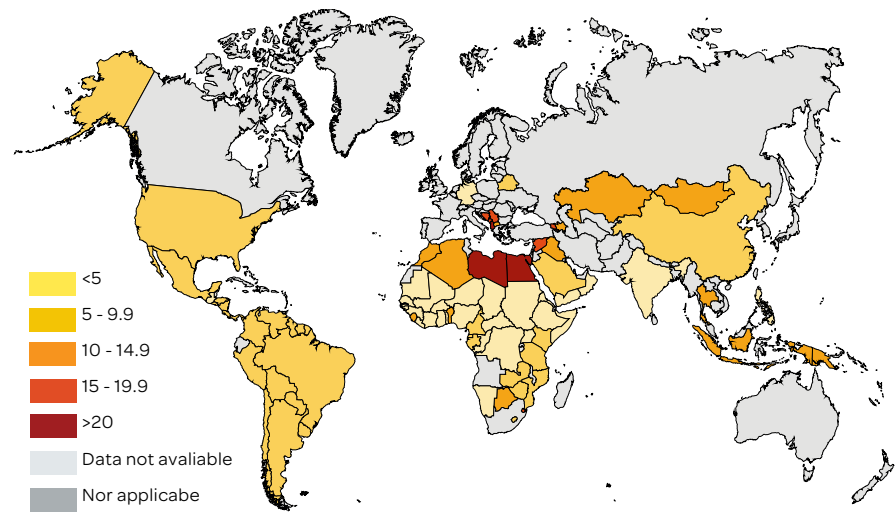 <5
5 - 9.9
10 - 14.9
15 - 19.9
>20
Data not avaliable
Nor applicabe